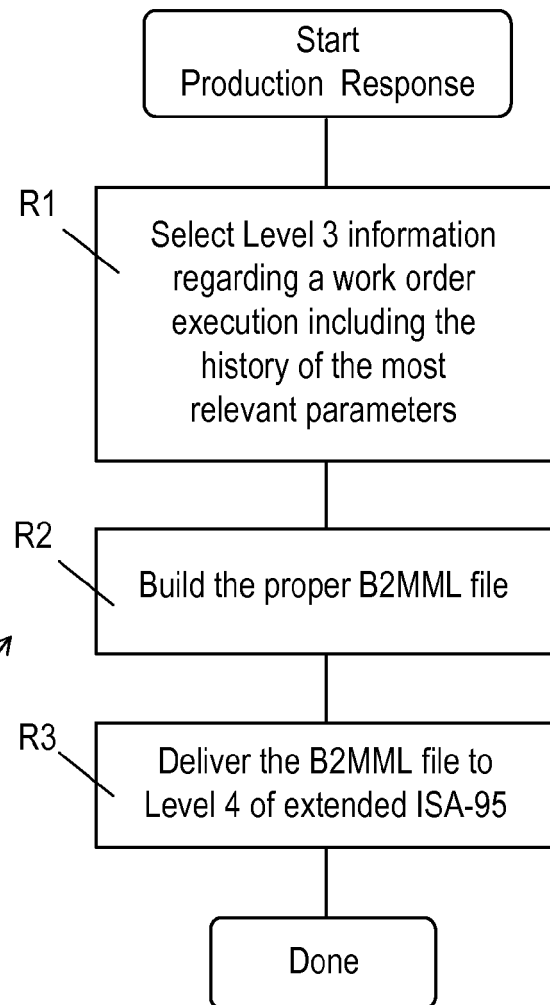 Start
Production Response
R1
Select Level 3 information
regarding a work order
execution including the
history of the most
relevant parameters
R2
Build the proper B2MML file
R3
Deliver the B2MML file to
Level 4 of extended ISA-95
Done